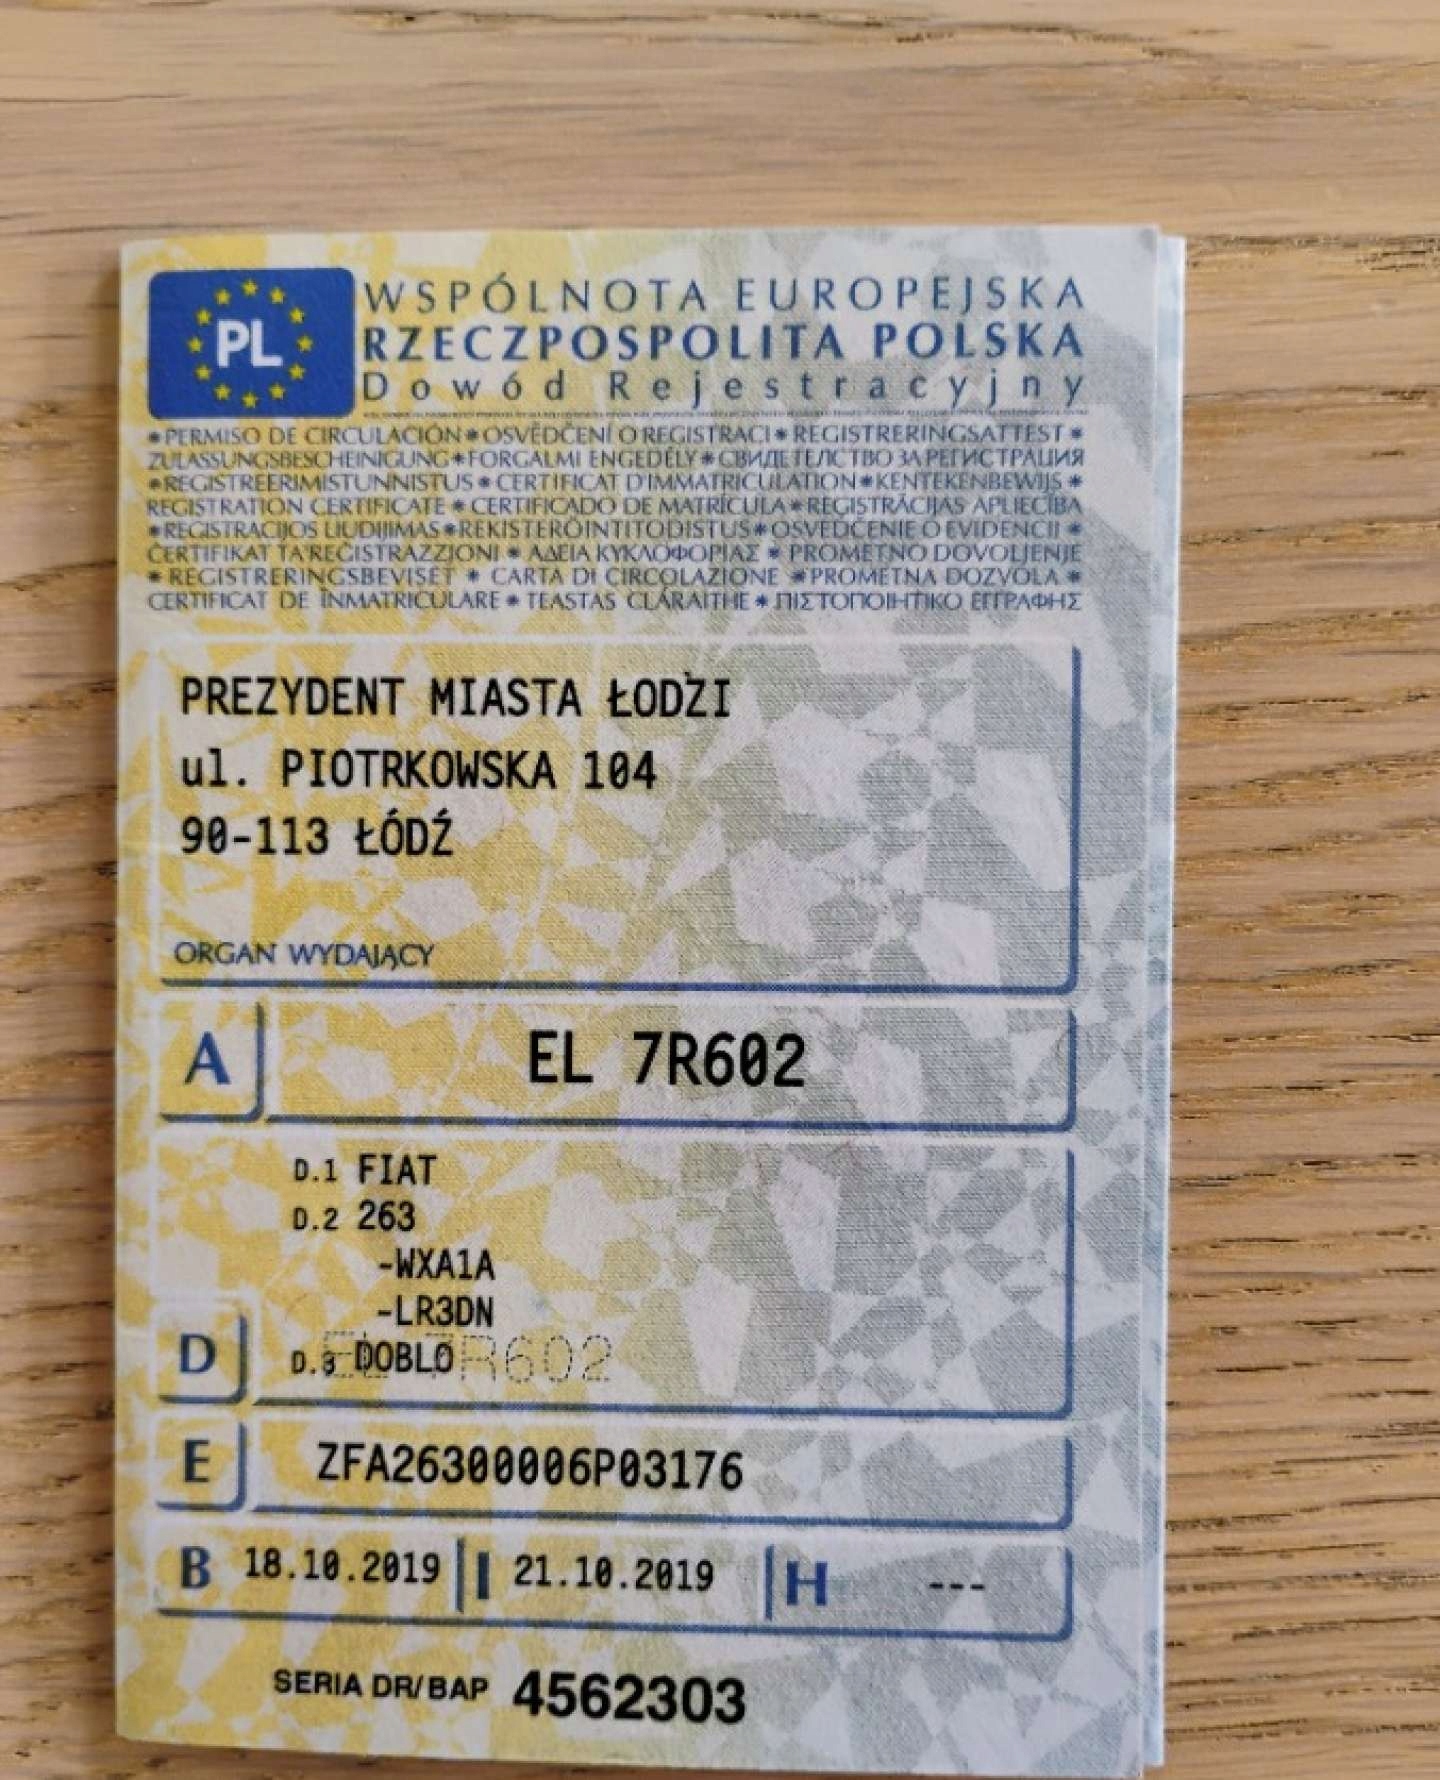 PL
WSPÓLNOTA EUROPEJSKA
RZECZPOSPOLITA POLSKA
Dowód Rejestracyjny
*PERMISO DE CIRCULACIÓN*OSVĚDČENÍ O REGISTRACI*REGISTRERINGSATTEST*
ZULASSUNGSBESCHEINIGUNG*FORGALMI ENGEDÉLY*СВИДЕТЕЛСТВО ЗА РЕГИСТРАЦИЯ
*REGISTREERIMISTUNNISTUS*CERTIFICAT D'IMMATRICULATION*KENTEKENBEWIJS*
REGISTRATION CERTIFICATE*CERTIFICADO DE MATRÍCULA*REGISTRĀCIJAS APLIECĪBA
*REGISTRACIJOS LIUDIJIMAS*REKISTERÖINTITODISTUS*OSVEDČENIE O EVIDENCII*
ĊERTIFIKAT TA'REĠISTRAZZJONI*ΑΔΕΙΑ ΚΥΚΛΟΦΟΡΙΑΣ*PROMETNO DOVOLJENJE
*REGISTRERINGSBEVISET*CARTA DI CIRCOLAZIONE*PROMETNA DOZVOLA*
CERTIFICAT DE ÎNMATRICULARE*TEASTAS CLÁRAITHE*ΠΙΣΤΟΠΟΙΗΤΙΚΟ ΕΓΓΡΑΦΗΣ
PREZYDENT MIASTA ŁODZI
ul. PIOTRKOWSKA 104
90-113 ŁÓDŹ
ORGAN WYDAJĄCY
A EL 7R602
D.1 FIAT
D.2 263
-WXA1A
-LR3DN
D D.3 DOBLO
EL 7R602
E ZFA26300006P03176
B 18.10.2019 I 21.10.2019 H ---
SERIA DR/BAP 4562303